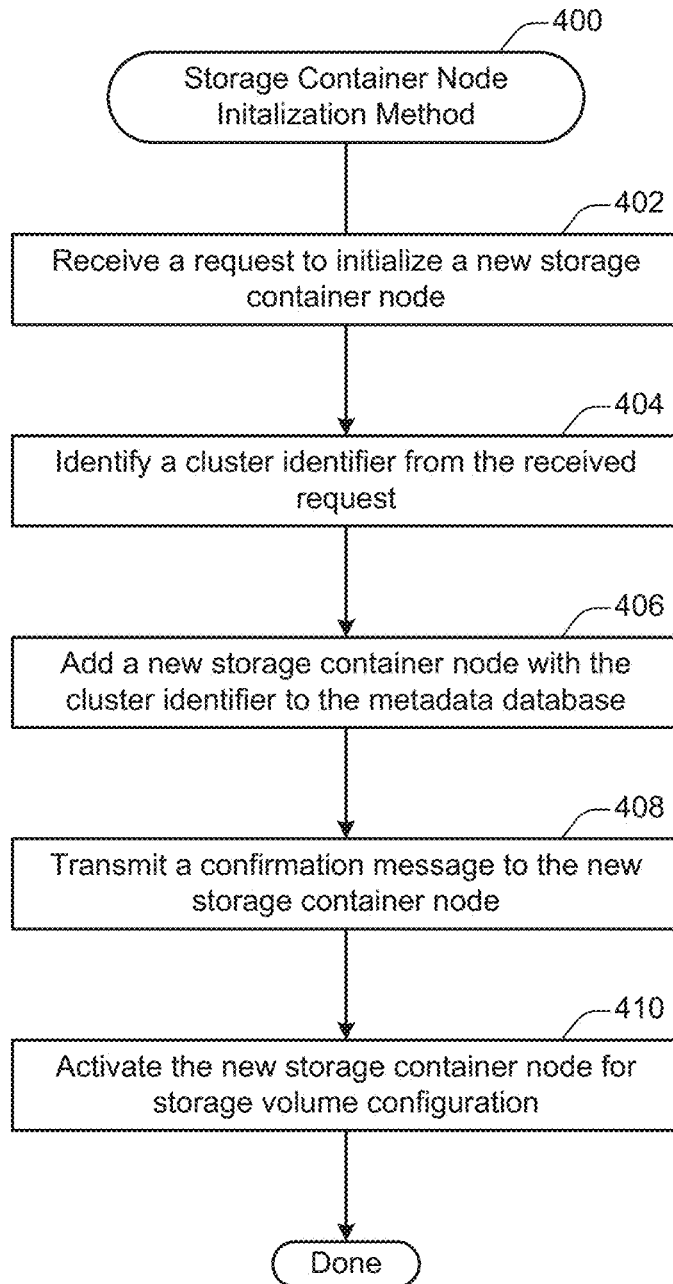 400
Storage Container Node
Initalization Method
402
Receive a request to initialize a new storage
container node
404
Identify a cluster identifier from the received
request
406
Add a new storage container node with the
cluster identifier to the metadata database
408
Transmit a confirmation message to the new
storage container node
410
Activate the new storage container node for
storage volume configuration
Done